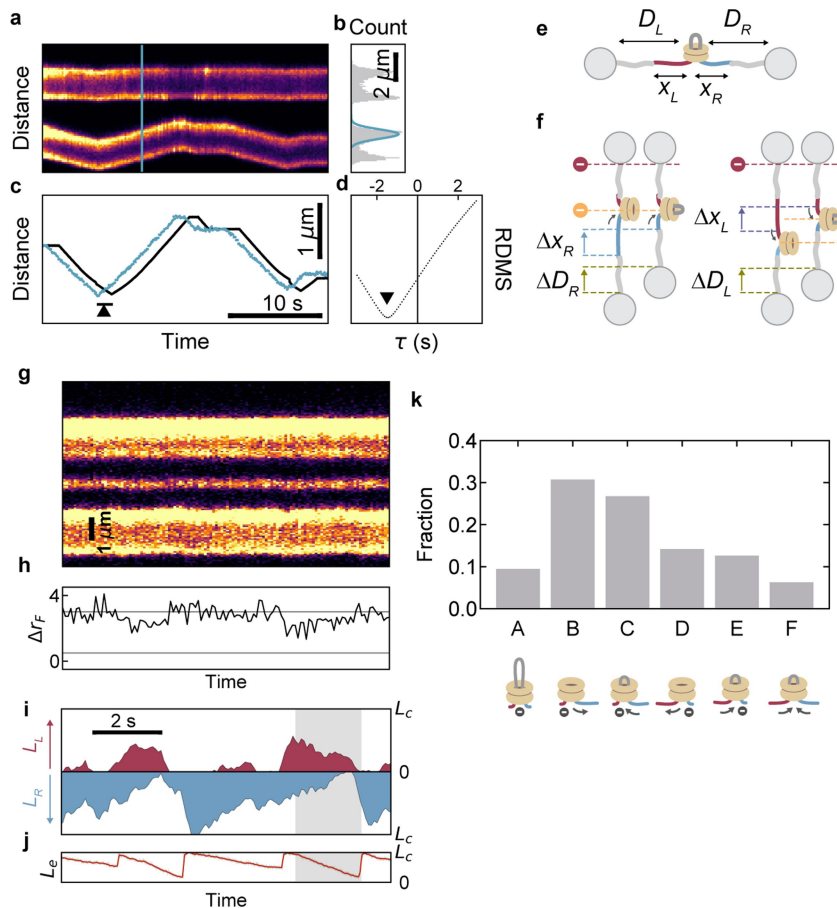 a
b
Count
Distance
2 μm
c
d
-2 0 2
Distance
1 μm
10 s
RDMS
Time
τ (s)
e
D_L
D_R
x_L
x_R
f
Δx_R
ΔD_R
Δx_L
ΔD_L
g
1 μm
h
4
Δr_F
0
Time
i
L_c
2 s
L_L
0
L_R
L_c
j
L_c
L_e
0
Time
k
0.4
0.3
0.2
0.1
0.0
Fraction
A B C D E F